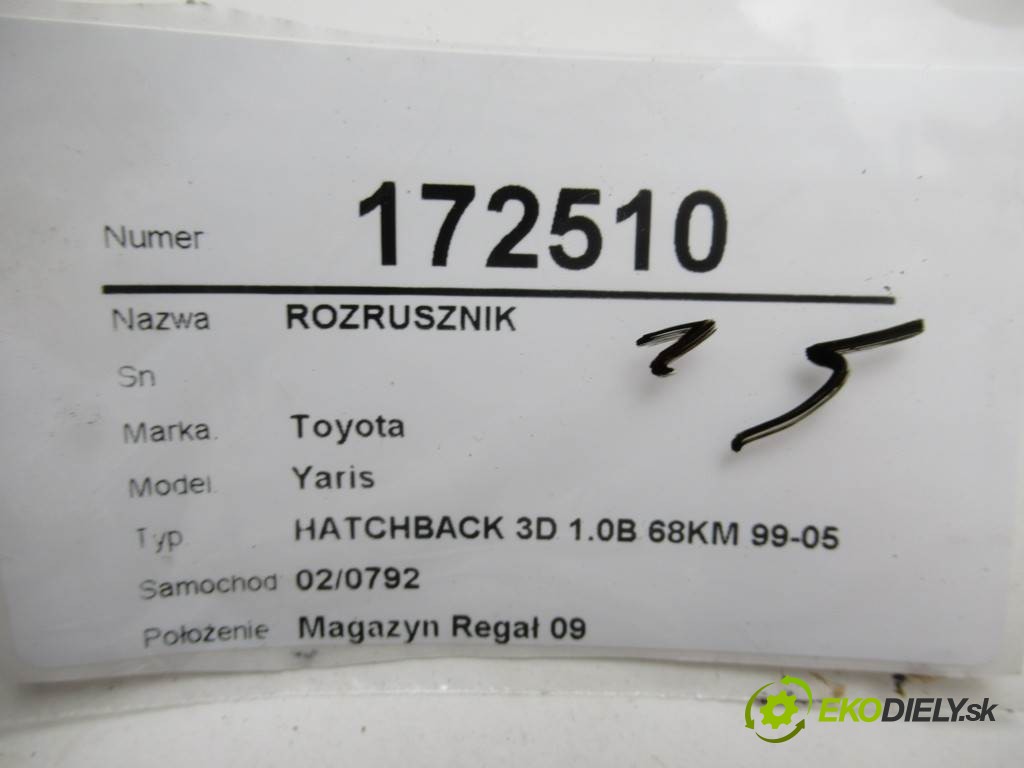 Numer 172510
Nazwa ROZRUSZNIK
Sn
Marka. Toyota
Model. Yaris
Typ HATCHBACK 3D 1.0B 68KM 99-05
Samochod 02/0792
Położenie Magazyn Regał 09
EKODIELY.sk